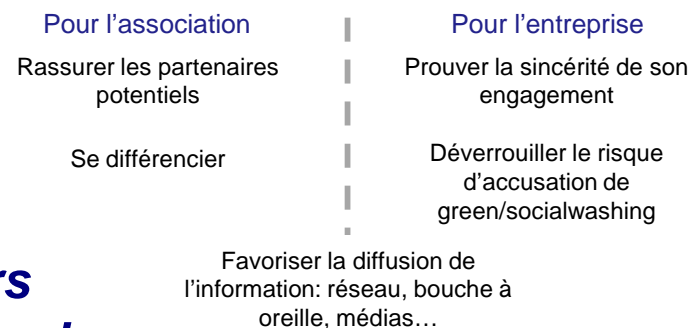 Pour l'association
Pour l'entreprise
Rassurer les partenaires
potentiels
Prouver la sincérité de son
engagement
Se différencier
Déverrouiller le risque
d'accusation de
green/socialwashing
Favoriser la diffusion de
l'information: réseau, bouche à
oreille, médias…